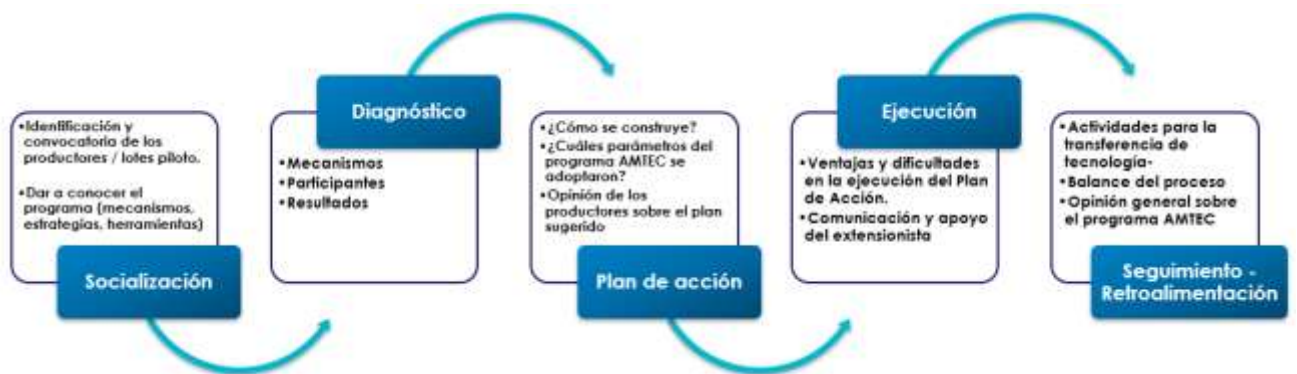 •Identificación y
convocatoria de los
productores / lotes piloto.
•Dar a conocer el
programa (mecanismos,
estrategias, herramientas)
Socialización
Diagnóstico
•Mecanismos
•Participantes
•Resultados
•¿Cómo se construye?
•¿Cuáles parámetros del
programa AMTEC se
adoptaron?
•Opinión de los
productores sobre el plan
sugerido
Plan de acción
Ejecución
•Ventajas y dificultades
en la ejecución del Plan
de Acción.
•Comunicación y apoyo
del extensionista
•Actividades para la
transferencia de
tecnología-
•Balance del proceso
•Opinión general sobre
el programa AMTEC
Seguimiento -
Retroalimentación